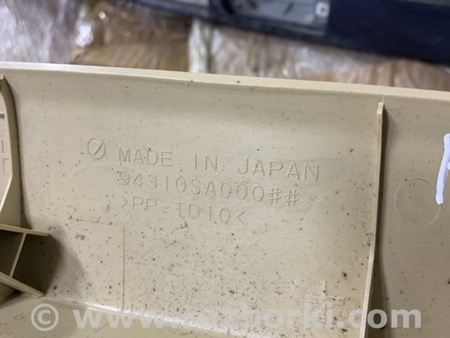 MADE IN JAPAN
94310SA000##
>PP-TD10<
© www.razborki.com